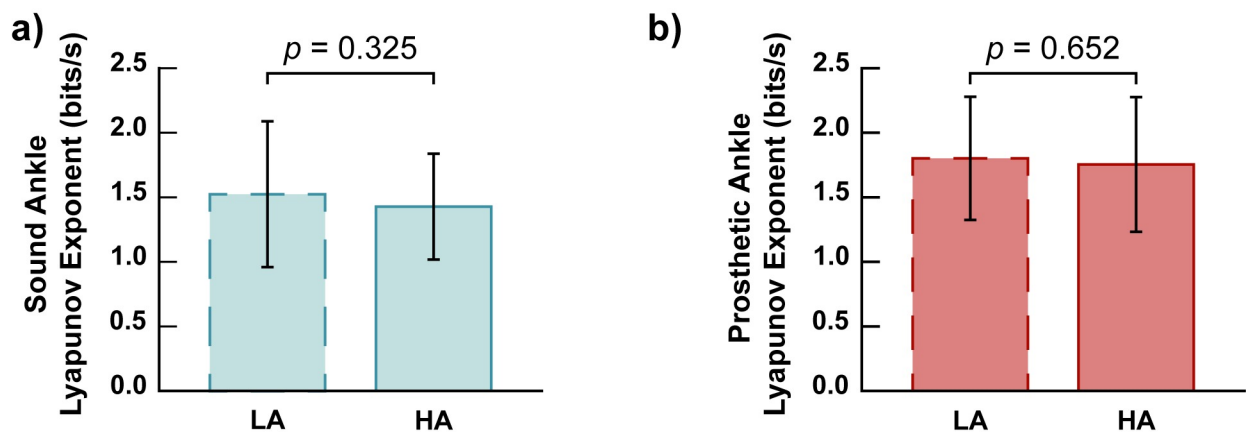 a)
p = 0.325
Sound Ankle
Lyapunov Exponent (bits/s)
2.5
2.0
1.5
1.0
0.5
0.0
LA
HA
b)
p = 0.652
Prosthetic Ankle
Lyapunov Exponent (bits/s)
2.5
2.0
1.5
1.0
0.5
0.0
LA
HA